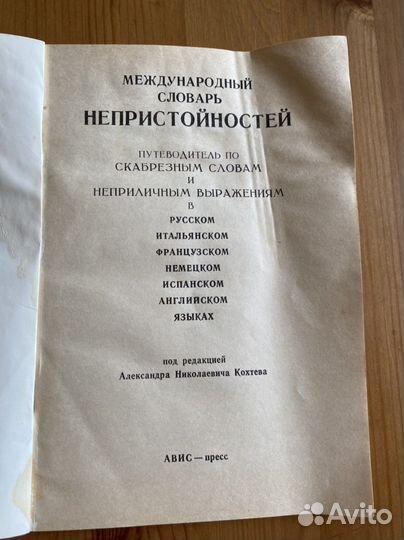 МЕЖДУНАРОДНЫЙ
СЛОВАРЬ
НЕПРИСТОЙНОСТЕЙ
ПУТЕВОДИТЕЛЬ ПО
СКАБРЕЗНЫМ СЛОВАМ
И
НЕПРИЛИЧНЫМ ВЫРАЖЕНИЯМ
В
РУССКОМ
ИТАЛЬЯНСКОМ
ФРАНЦУЗСКОМ
НЕМЕЦКОМ
ИСПАНСКОМ
АНГЛИЙСКОМ
ЯЗЫКАХ
под редакцией
Александра Николаевича Кохтева
АВИС — пресс
Avito